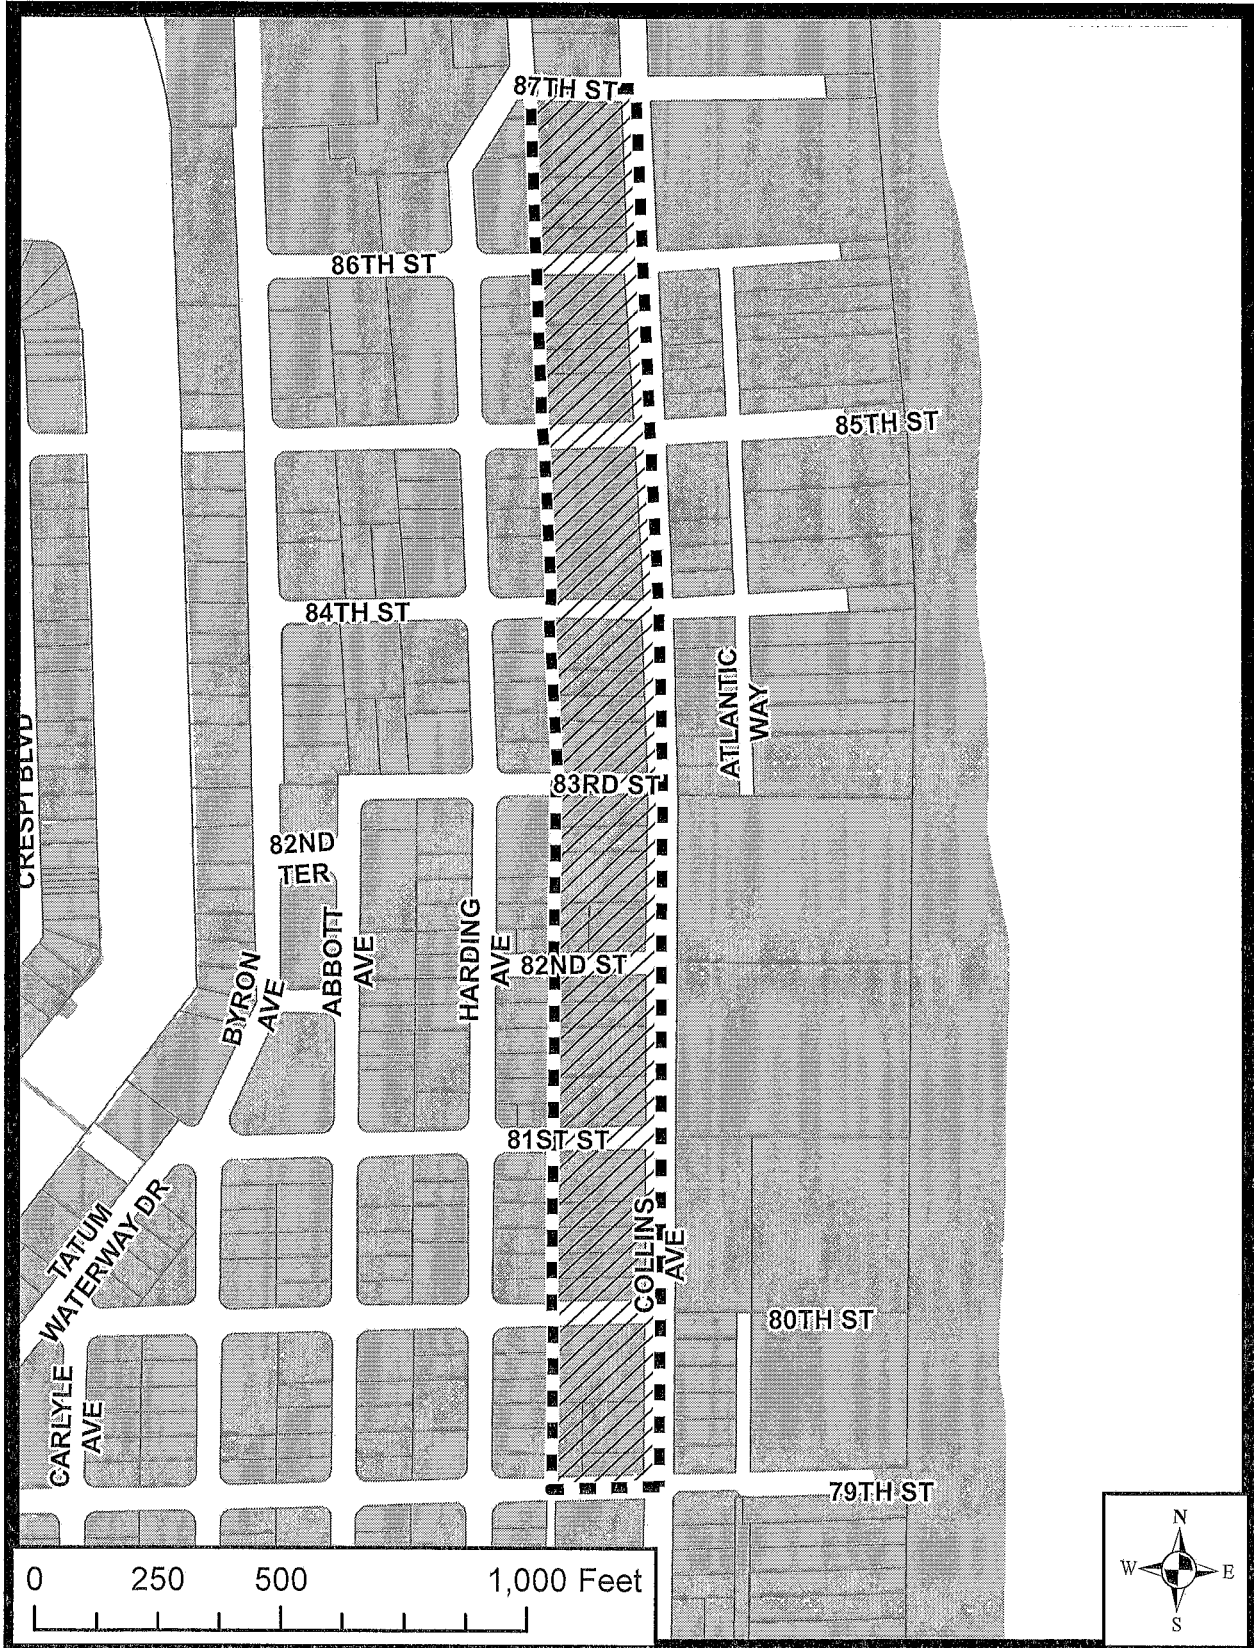 87TH ST
86TH ST
85TH ST
84TH ST
ATLANTIC
WAY
83RD ST
CRESPI BLVD
82ND
TER
ABBOTT
AVE
HARDING
AVE
82ND ST
BYRON
AVE
81ST ST
TATUM
WATERWAY DR
COLLINS
AVE
80TH ST
CARLYLE
AVE
79TH ST
0 250 500 1,000 Feet
N
W E
S